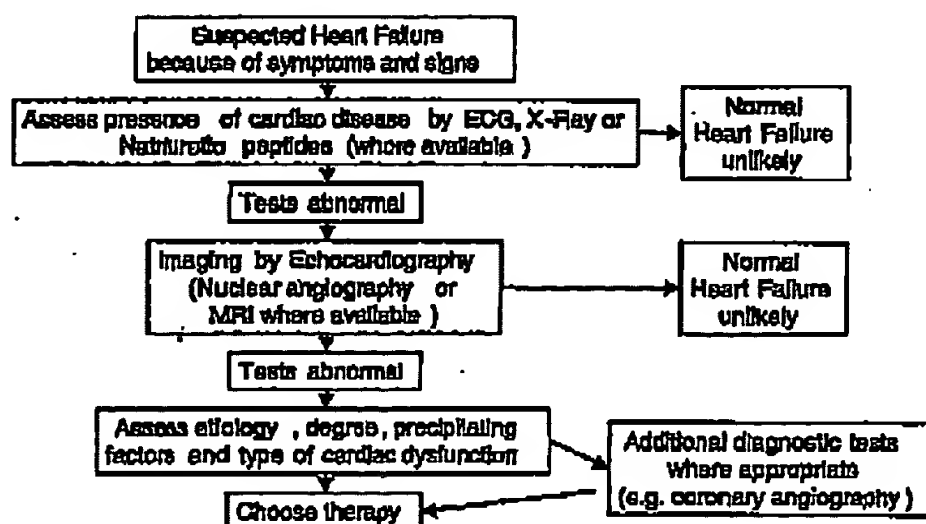 Suspected Heart Failure
because of symptoms and signs
Assess presence of cardiac disease by ECG, X-Ray or
Natriuretic peptides (where available)
Normal
Heart Failure
unlikely
Tests abnormal
Imaging by Echocardiography
(Nuclear angiography or
MRI where available)
Normal
Heart Failure
unlikely
Tests abnormal
Assess etiology, degree, precipitating
factors and type of cardiac dysfunction
Additional diagnostic tests
where appropriate
(e.g. coronary angiography)
Choose therapy